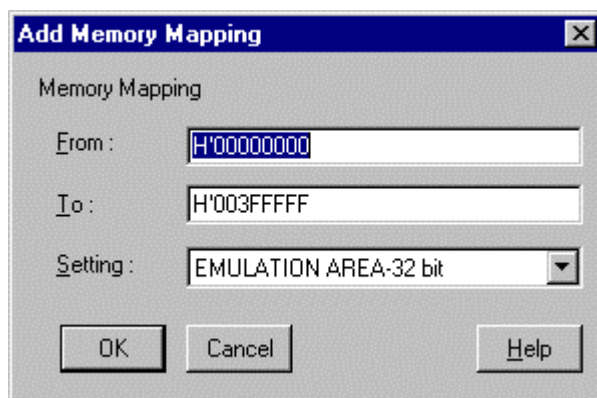 Add Memory Mapping
Memory Mapping
From : H'00000000
To : H'003FFFFF
Setting : EMULATION AREA-32 bit
OK Cancel Help